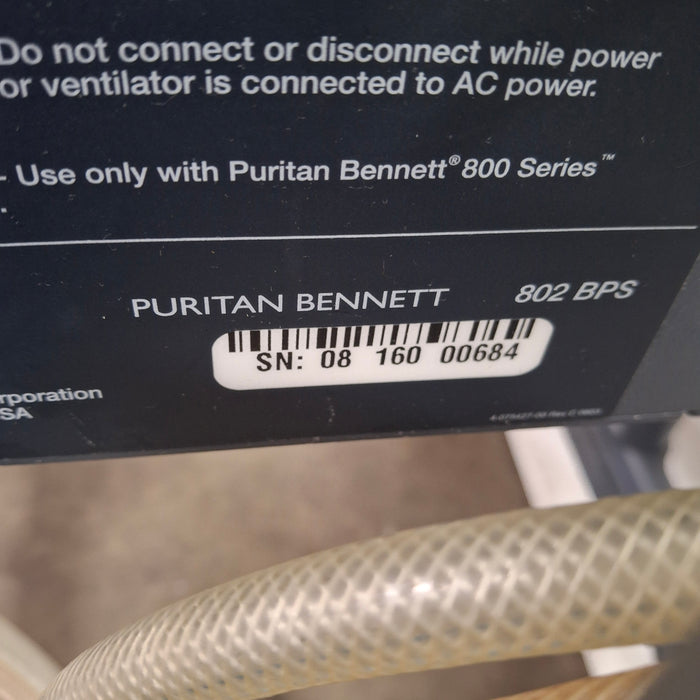 Do not connect or disconnect while power
or ventilator is connected to AC power.
- Use only with Puritan Bennett® 800 Series™
.
PURITAN BENNETT 802 BPS
SN: 08 160 00684
rporation
SA